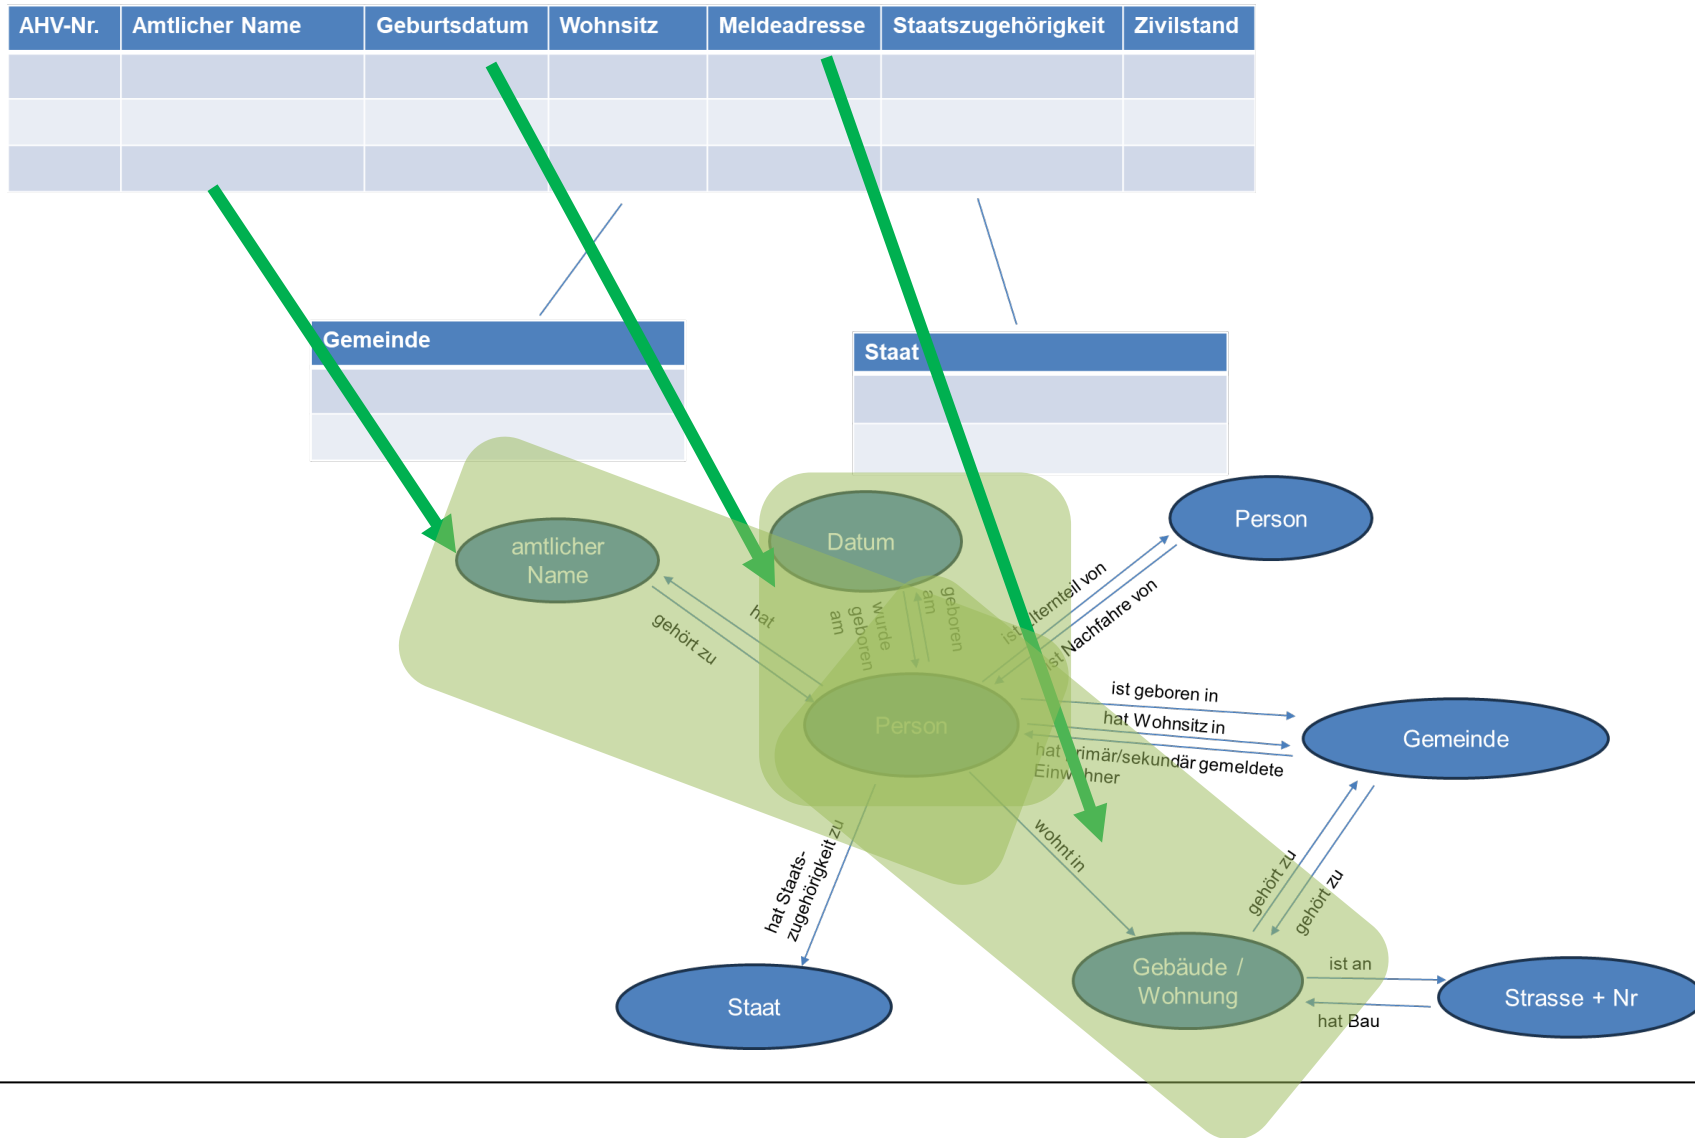 AHV-Nr. Amtlicher Name Geburtsdatum Wohnsitz Meldeadresse Staatszugehörigkeit Zivilstand
Gemeinde
Staat
amtlicher
Name
Datum
Person
hat
gehört zu
wurde
geboren
am
geboren
am
ist Elternteil von
ist Nachfahre von
Person
ist geboren in
hat Wohnsitz in
hat primär/sekundär gemeldete
Einwohner
Gemeinde
wohnt in
hat Staats-
zugehörigkeit zu
gehört zu
gehört zu
Staat
Gebäude /
Wohnung
ist an
hat Bau
Strasse + Nr